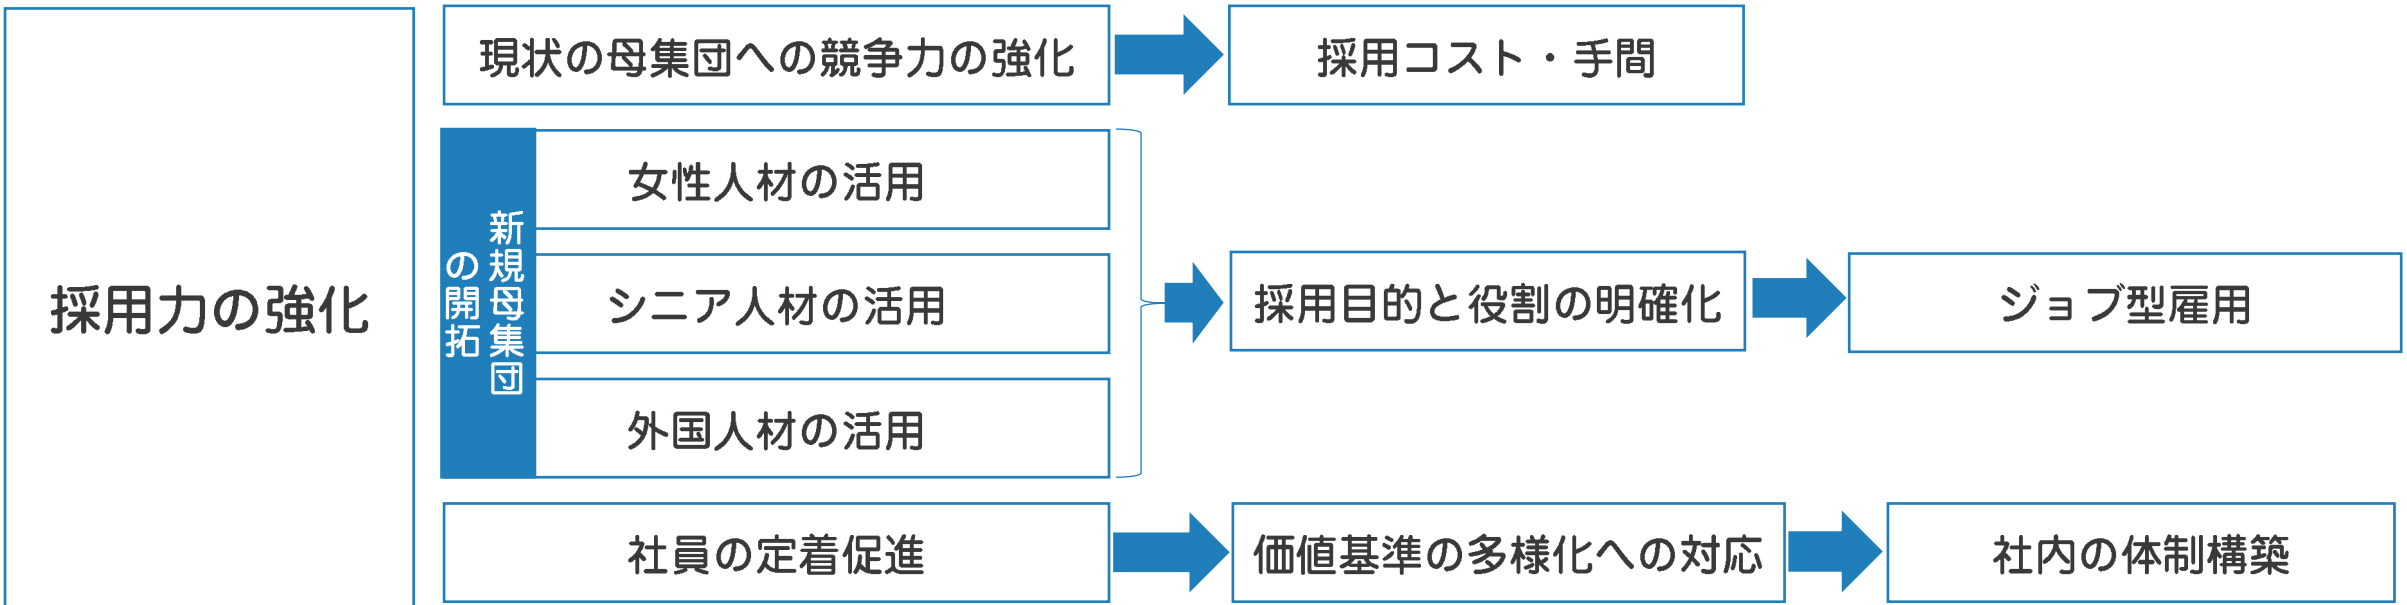 採用力の強化
現状の母集団への競争力の強化
採用コスト・手間
新規母集団
の開拓
女性人材の活用
シニア人材の活用
外国人材の活用
採用目的と役割の明確化
ジョブ型雇用
社員の定着促進
価値基準の多様化への対応
社内の体制構築